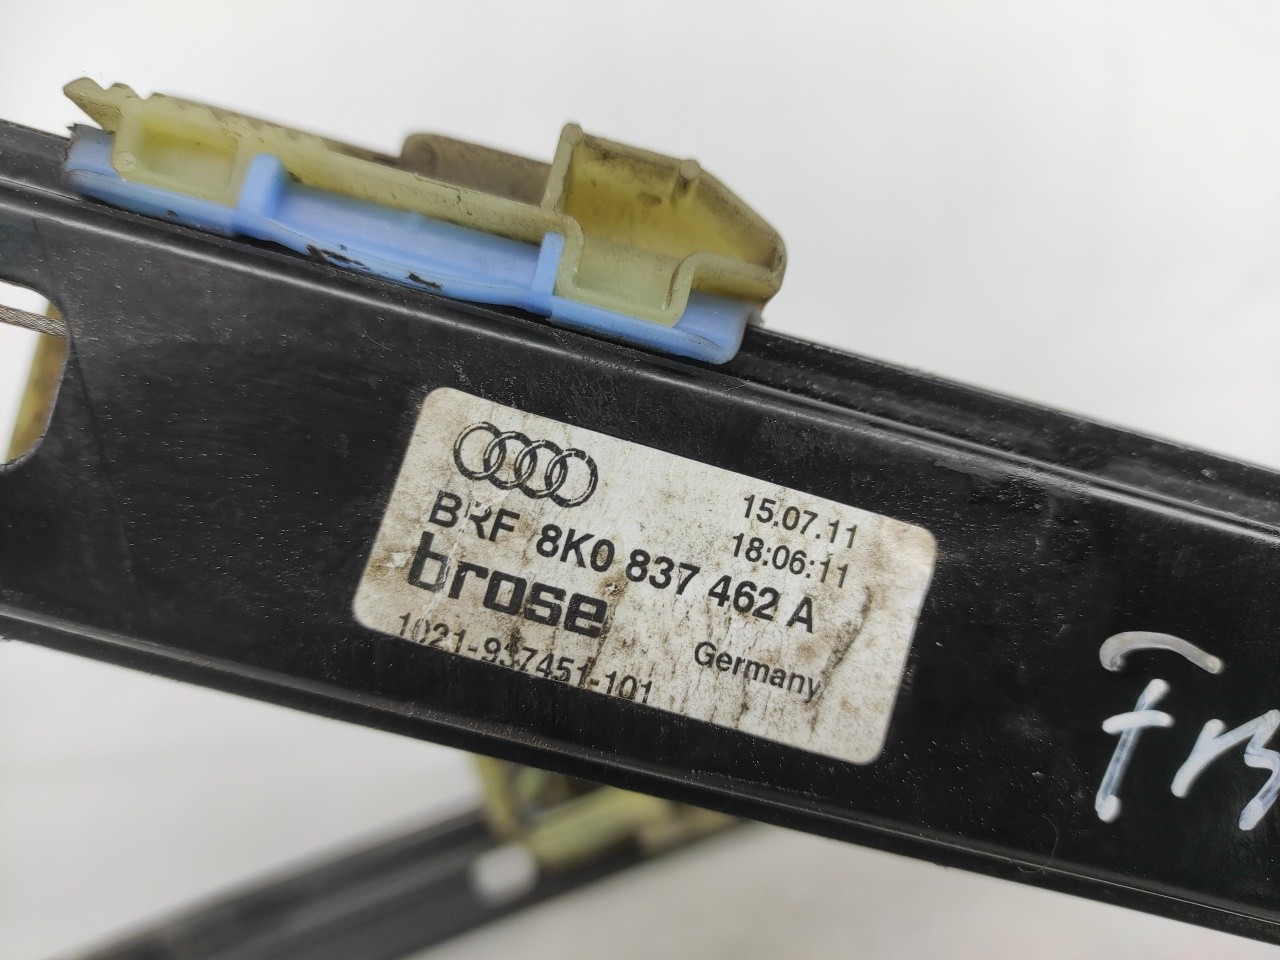 15.07.11
18:06:11
BRF 8K0 837 462 A
brose
Germany
1021-937451-101